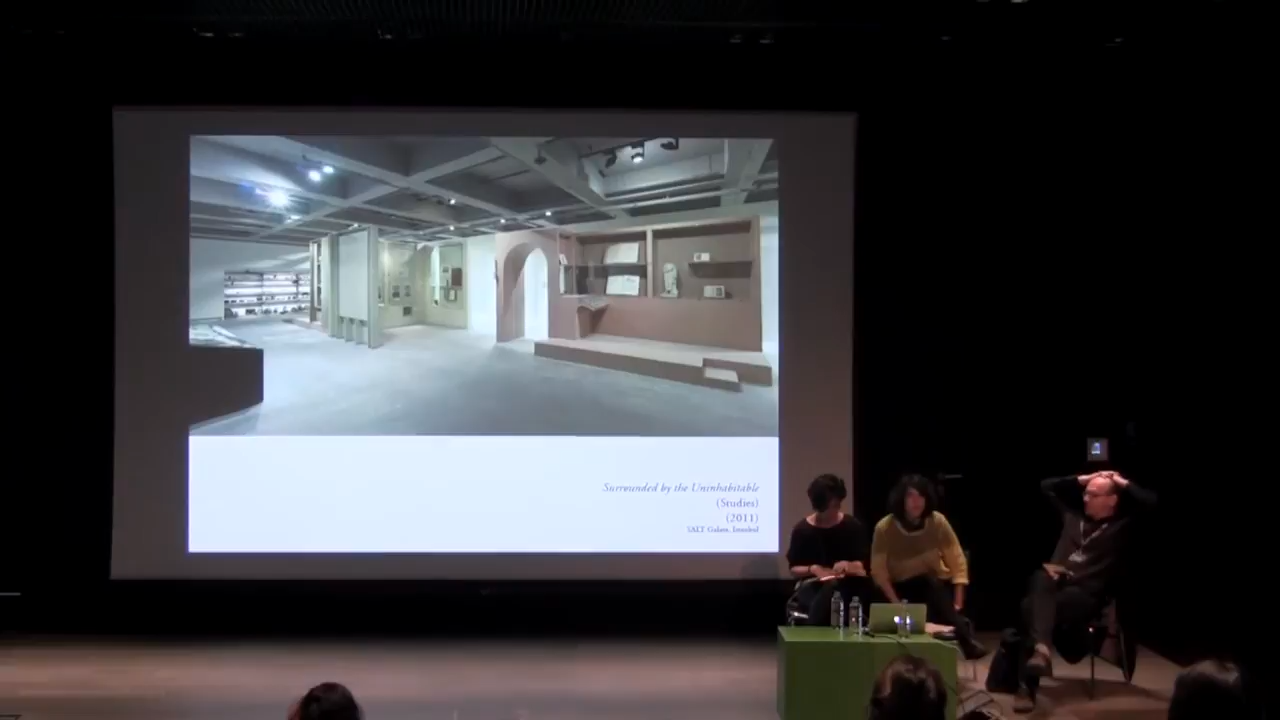 Surrounded by the Uninhabitable
(Studies)
(2011)
SALT Galata, Istanbul